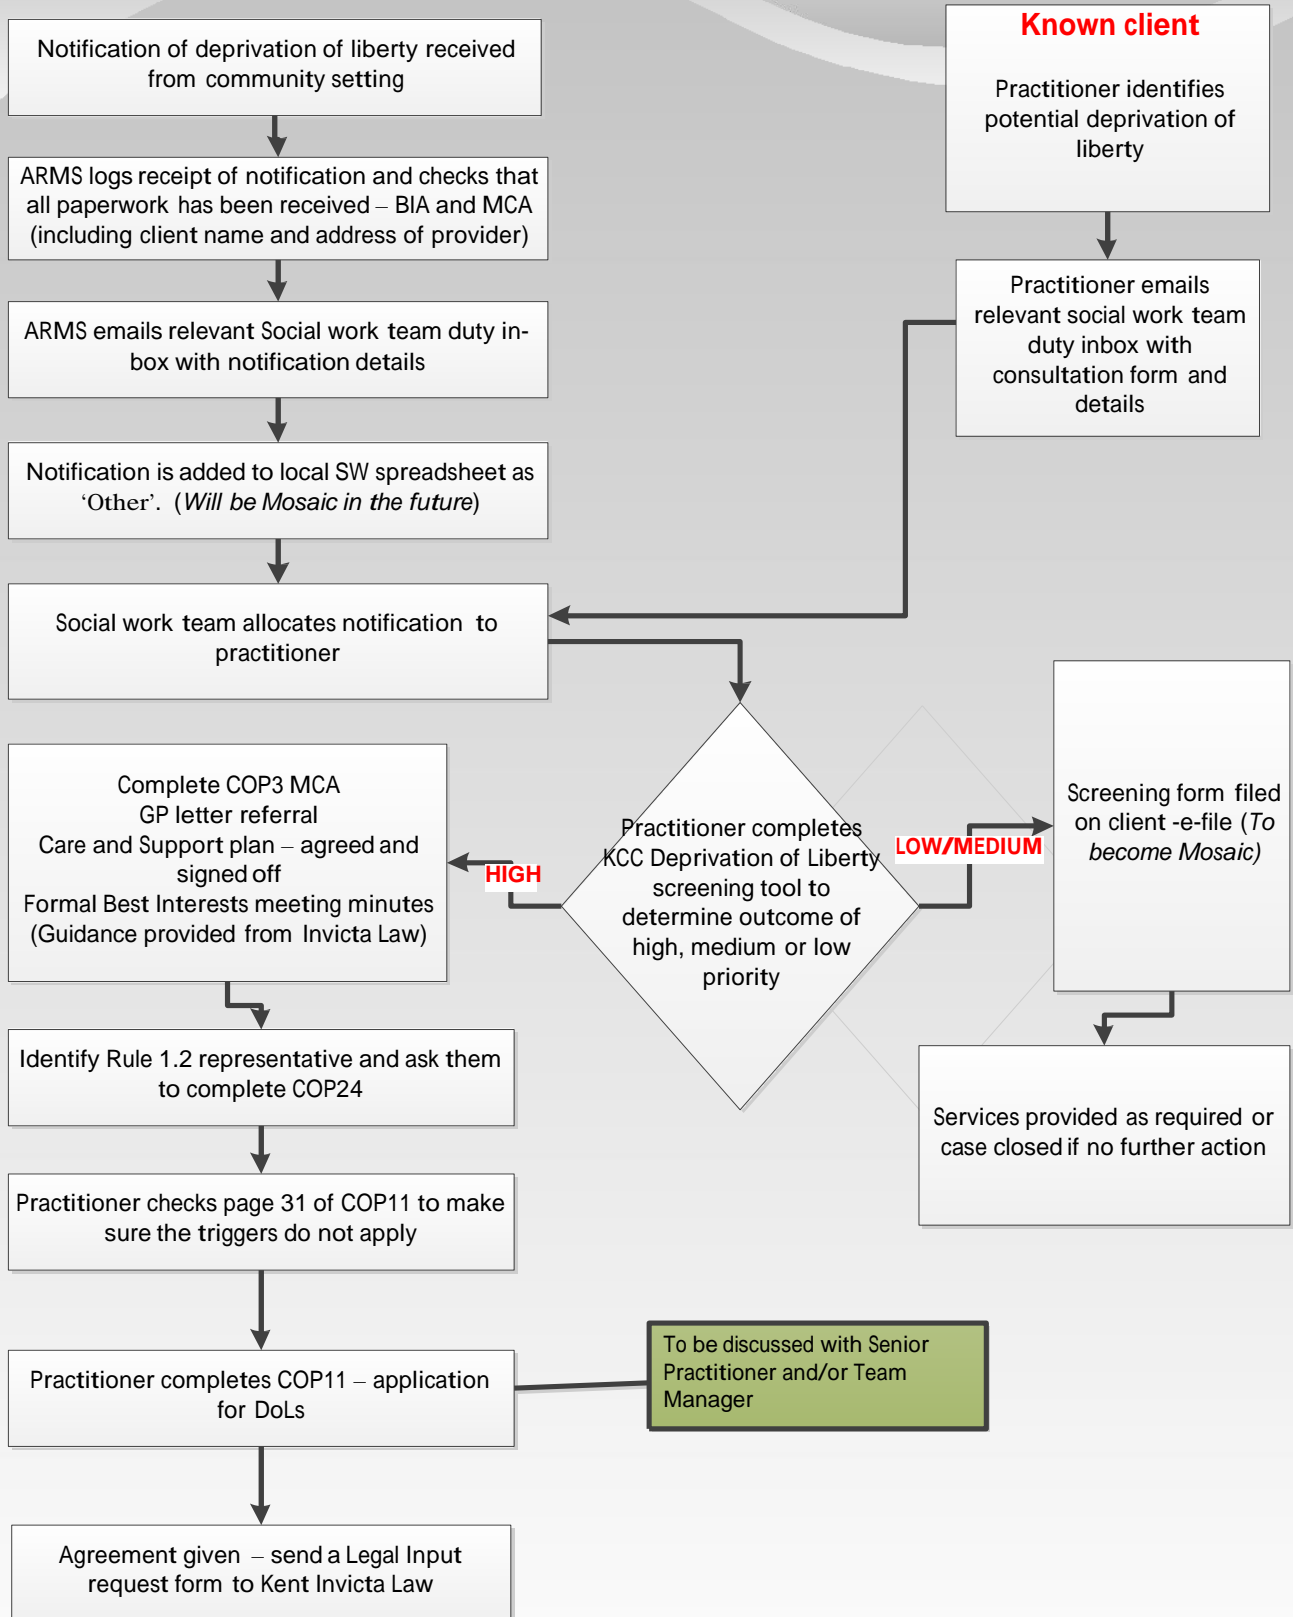 Notification of deprivation of liberty received
from community setting
ARMS logs receipt of notification and checks that
all paperwork has been received – BIA and MCA
(including client name and address of provider)
ARMS emails relevant Social work team duty in-
box with notification details
Notification is added to local SW spreadsheet as
‘Other’. (Will be Mosaic in the future)
Social work team allocates notification to
practitioner
Known client
Practitioner identifies
potential deprivation of
liberty
Practitioner emails
relevant social work team
duty inbox with
consultation form and
details
Practitioner completes
KCC Deprivation of Liberty
screening tool to
determine outcome of
high, medium or low
priority
HIGH
LOW/MEDIUM
Screening form filed
on client -e-file (To
become Mosaic)
Services provided as required or
case closed if no further action
Complete COP3 MCA
GP letter referral
Care and Support plan – agreed and
signed off
Formal Best Interests meeting minutes
(Guidance provided from Invicta Law)
Identify Rule 1.2 representative and ask them
to complete COP24
Practitioner checks page 31 of COP11 to make
sure the triggers do not apply
Practitioner completes COP11 – application
for DoLs
To be discussed with Senior
Practitioner and/or Team
Manager
Agreement given – send a Legal Input
request form to Kent Invicta Law